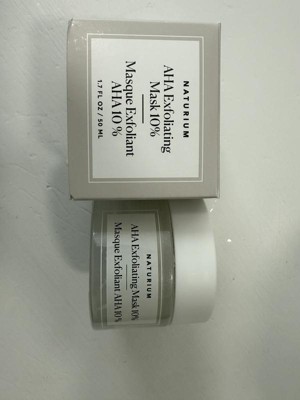 NATURIUM
AHA Exfoliating
Mask 10%
Masque Exfoliant
AHA 10%
1.7 FL OZ / 50 ML
NATURIUM
AHA Exfoliating Mask 10%
Masque Exfoliant AHA 10%